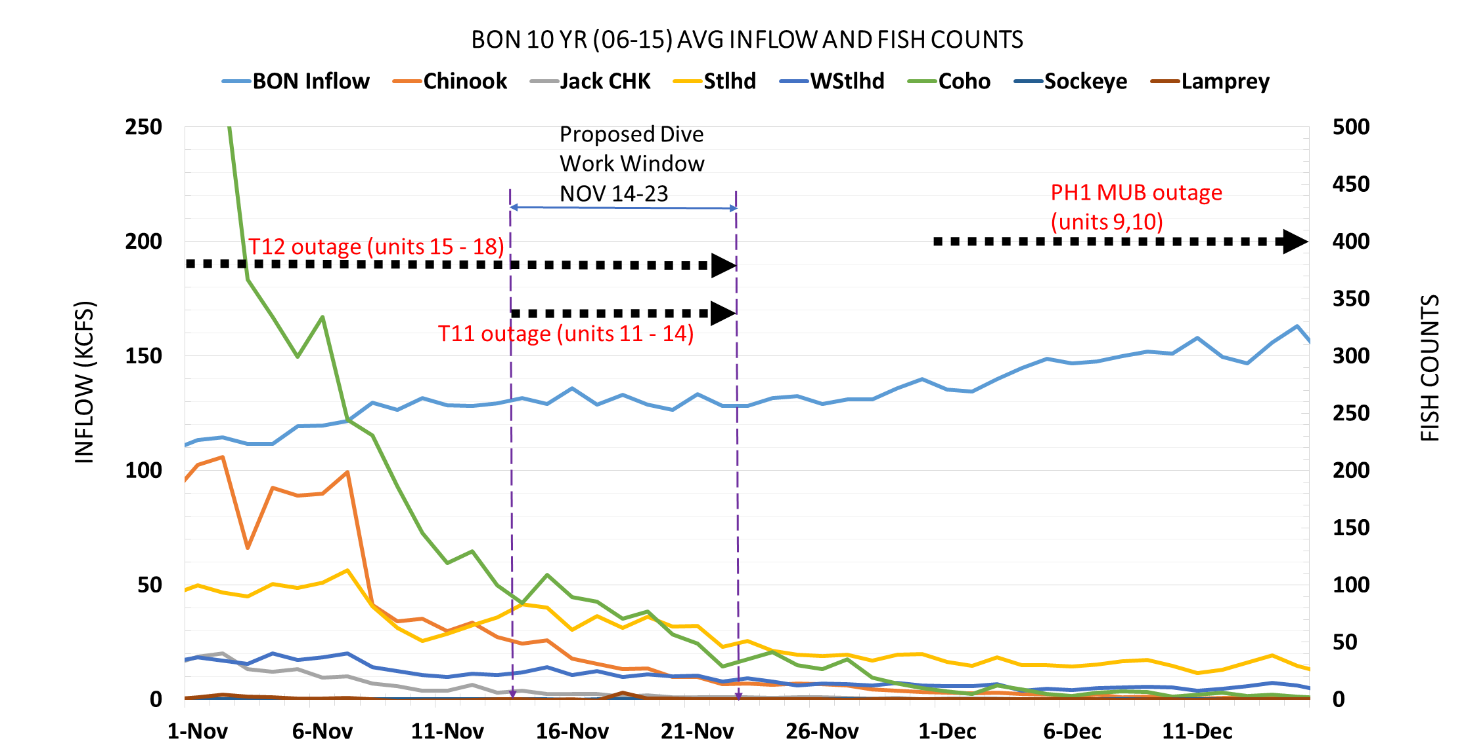 BON 10 YR (06-15) AVG INFLOW AND FISH COUNTS
BON Inflow Chinook Jack CHK Stlhd WStlhd Coho Sockeye Lamprey
250
200
150
100
50
0
INFLOW (KCFS)
Proposed Dive
Work Window
NOV 14-23
T12 outage (units 15 - 18)
T11 outage (units 11 - 14)
PH1 MUB outage
(units 9,10)
500
450
400
350
300
250
200
150
100
50
0
FISH COUNTS
1-Nov 6-Nov 11-Nov 16-Nov 21-Nov 26-Nov 1-Dec 6-Dec 11-Dec